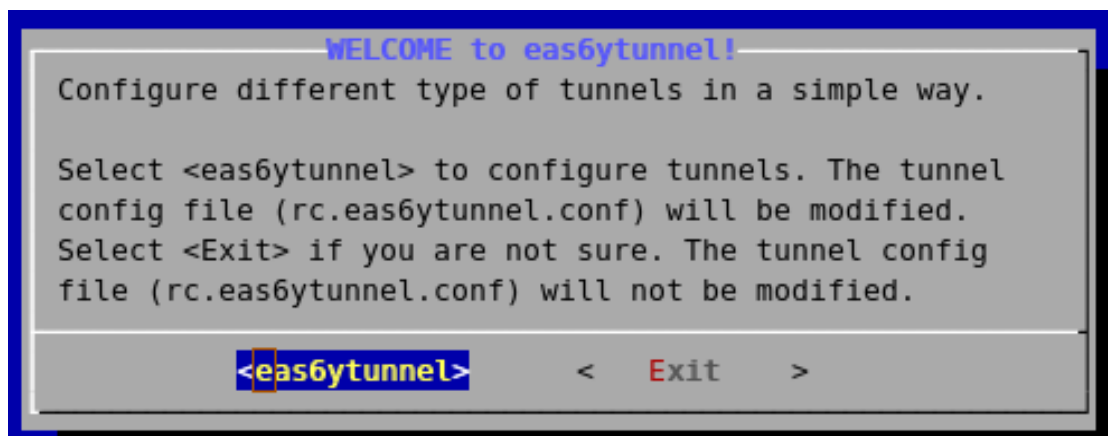 WELCOME to eas6ytunnel!
Configure different type of tunnels in a simple way.
Select <eas6ytunnel> to configure tunnels. The tunnel
config file (rc.eas6ytunnel.conf) will be modified.
Select <Exit> if you are not sure. The tunnel config
file (rc.eas6ytunnel.conf) will not be modified.
<eas6ytunnel> < Exit >